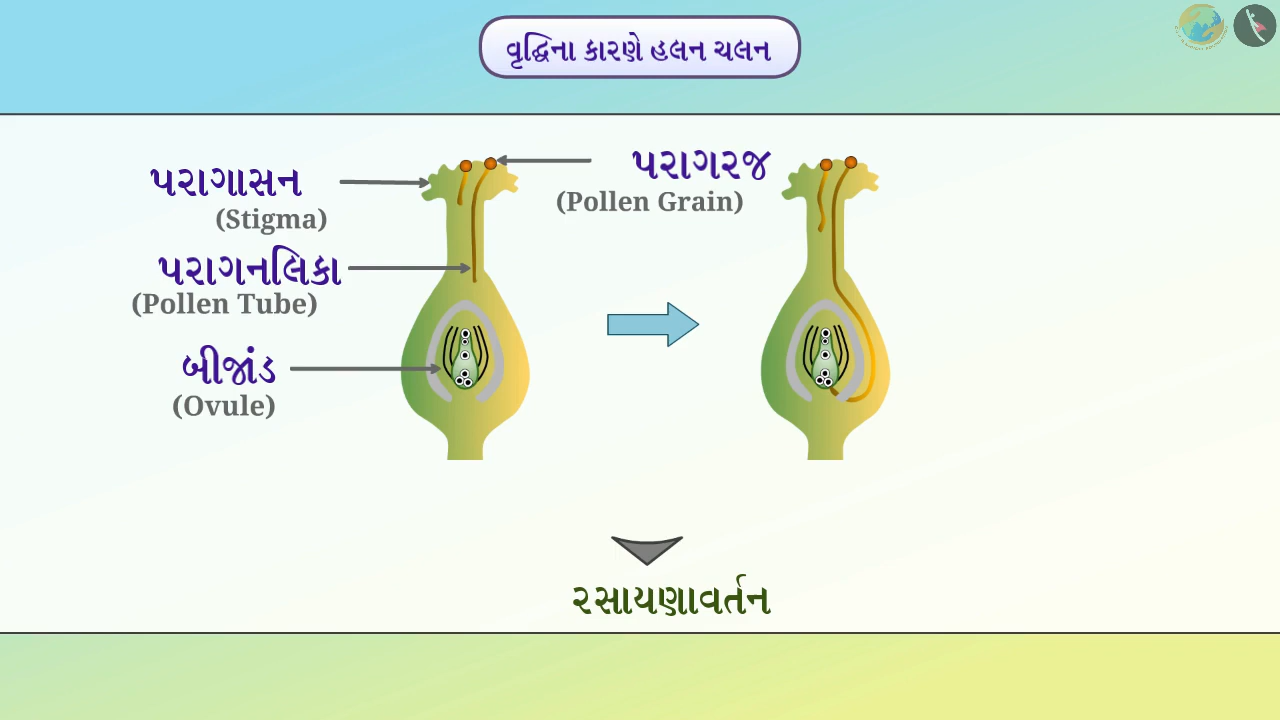 વૃદ્ધિના કારણે હલન ચલન
પરાગાસન
(Stigma)
પરાગરજ
(Pollen Grain)
પરાગનલિકા
(Pollen Tube)
બીજાંડ
(Ovule)
રસાયણાવર્તન